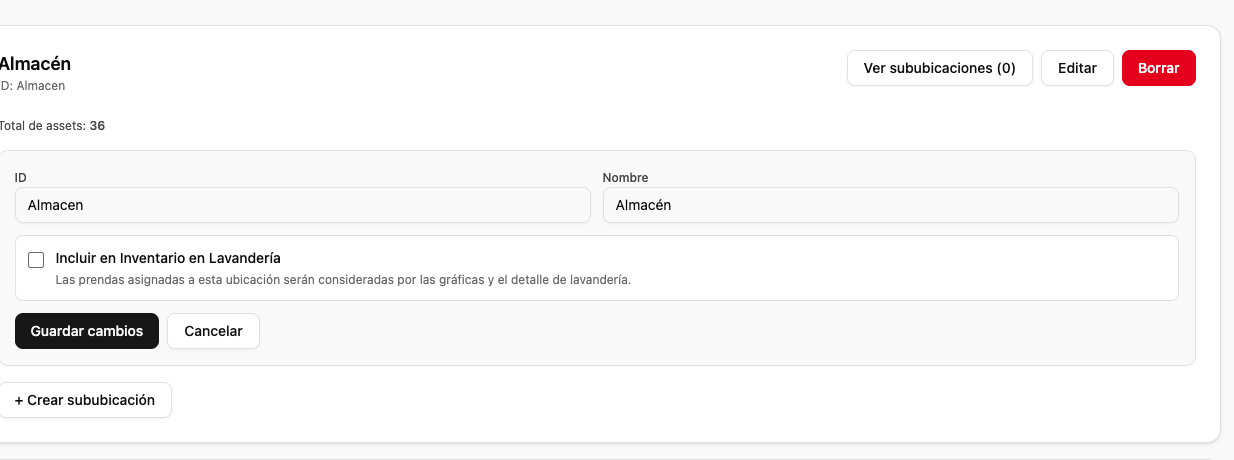 Almacén
Ver sububicaciones (0)
Editar
Borrar
ID: Almacen
Total de assets: 36
ID
Nombre
Almacen
Almacén
Incluir en Inventario en Lavandería
Las prendas asignadas a esta ubicación serán consideradas por las gráficas y el detalle de lavandería.
Guardar cambios
Cancelar
+ Crear sububicación